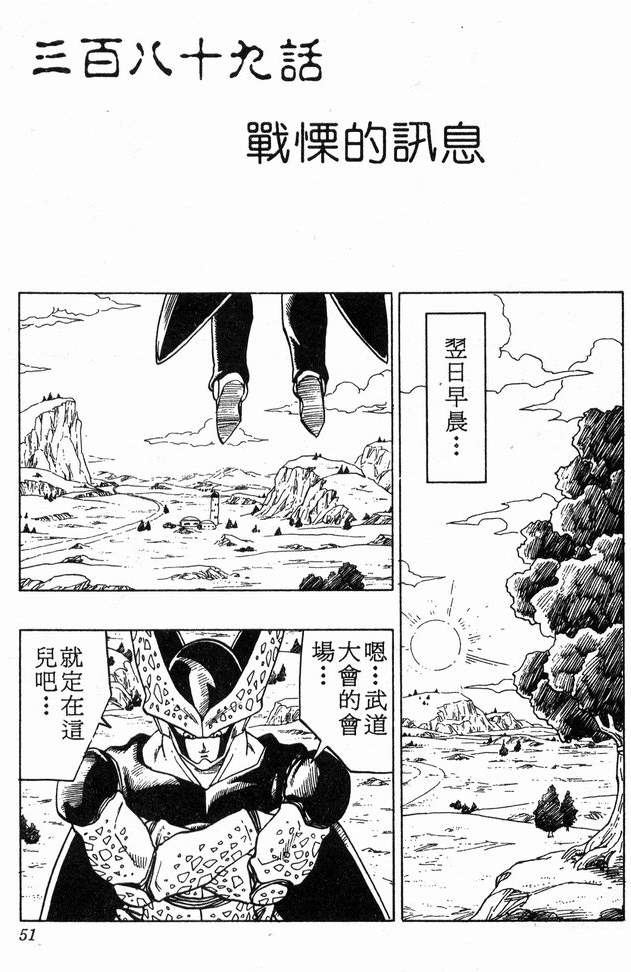 三百八十九話
戰慄的訊息
翌日早晨…
嗯…武道
大會的會
場…
就定在這
兒吧…
51